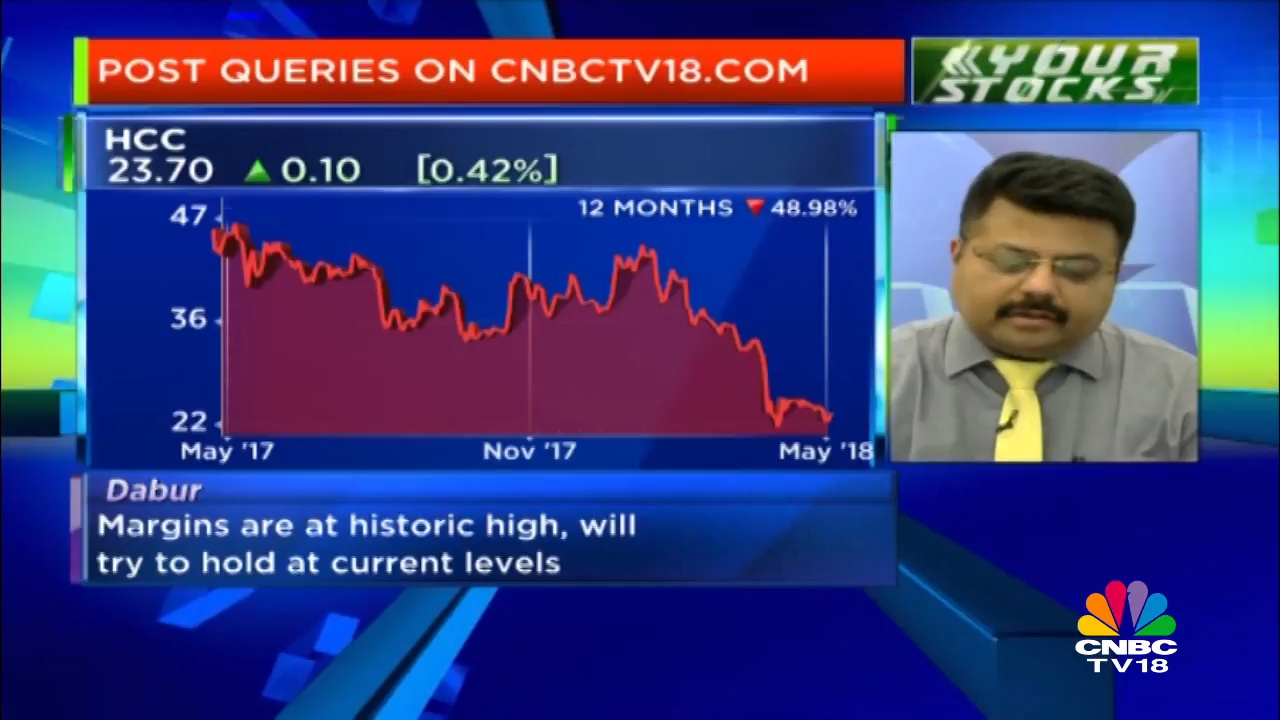 POST QUERIES ON CNBCTV18.COM
YOUR
STOCKS
HCC
23.70 ▲ 0.10 [0.42%]
12 MONTHS ▼ 48.98%
47
36
22
May '17 Nov '17 May '18
Dabur
Margins are at historic high, will
try to hold at current levels
CNBC
TV18